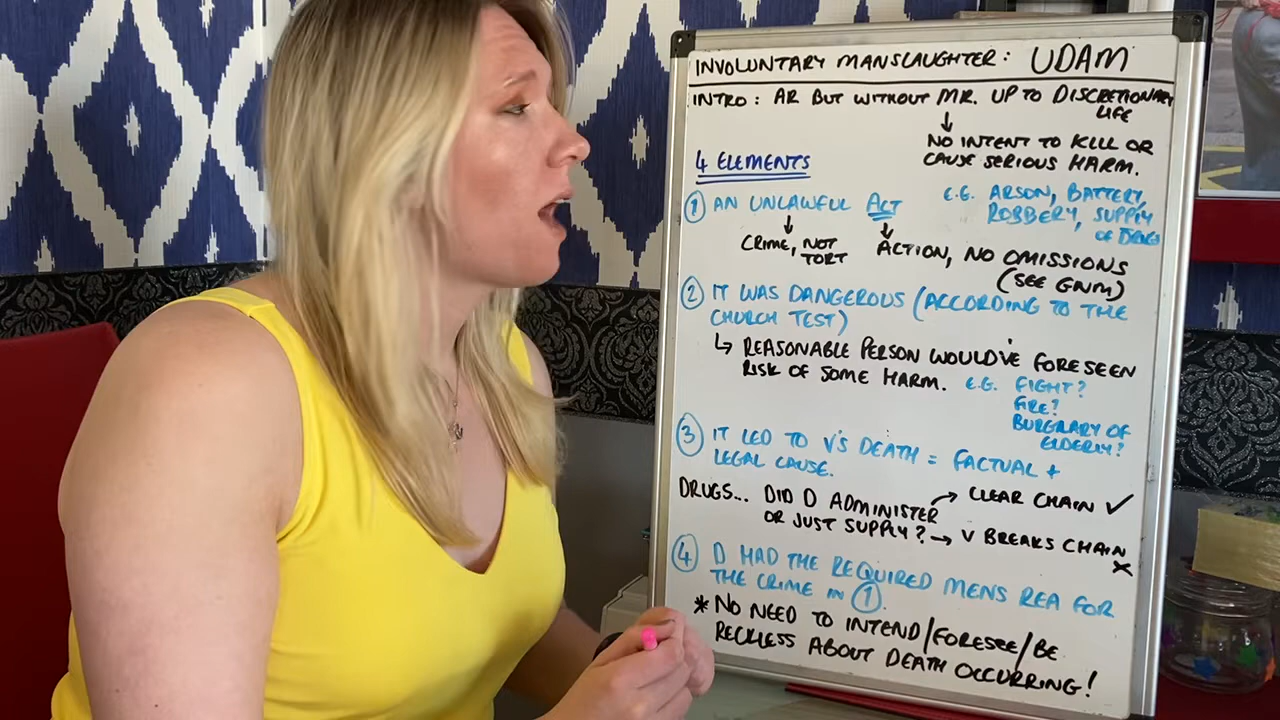 INVOLUNTARY MANSLAUGHTER: UDAM
INTRO: AR BUT WITHOUT MR. UP TO DISCRETIONARY
LIFE
↓
NO INTENT TO KILL OR
CAUSE SERIOUS HARM.
4 ELEMENTS
① AN UNLAWFUL ACT
E.G. ARSON, BATTERY,
ROBBERY, SUPPLY
OF DRUGS
↓ ↓
CRIME, NOT
TORT
ACTION, NO OMISSIONS
(SEE GNM)
② IT WAS DANGEROUS (ACCORDING TO THE
CHURCH TEST)
↳ REASONABLE PERSON WOULD'VE FORESEEN
RISK OF SOME HARM. E.G. FIGHT?
FIRE?
BURGLARY OF
ELDERLY?
③ IT LED TO V'S DEATH = FACTUAL +
LEGAL CAUSE.
DRUGS... DID D ADMINISTER → CLEAR CHAIN ✓
OR JUST SUPPLY? → V BREAKS CHAIN
×
④ D HAD THE REQUIRED MENS REA FOR
THE CRIME IN ①.
* NO NEED TO INTEND/FORESEE/BE
RECKLESS ABOUT DEATH OCCURRING!